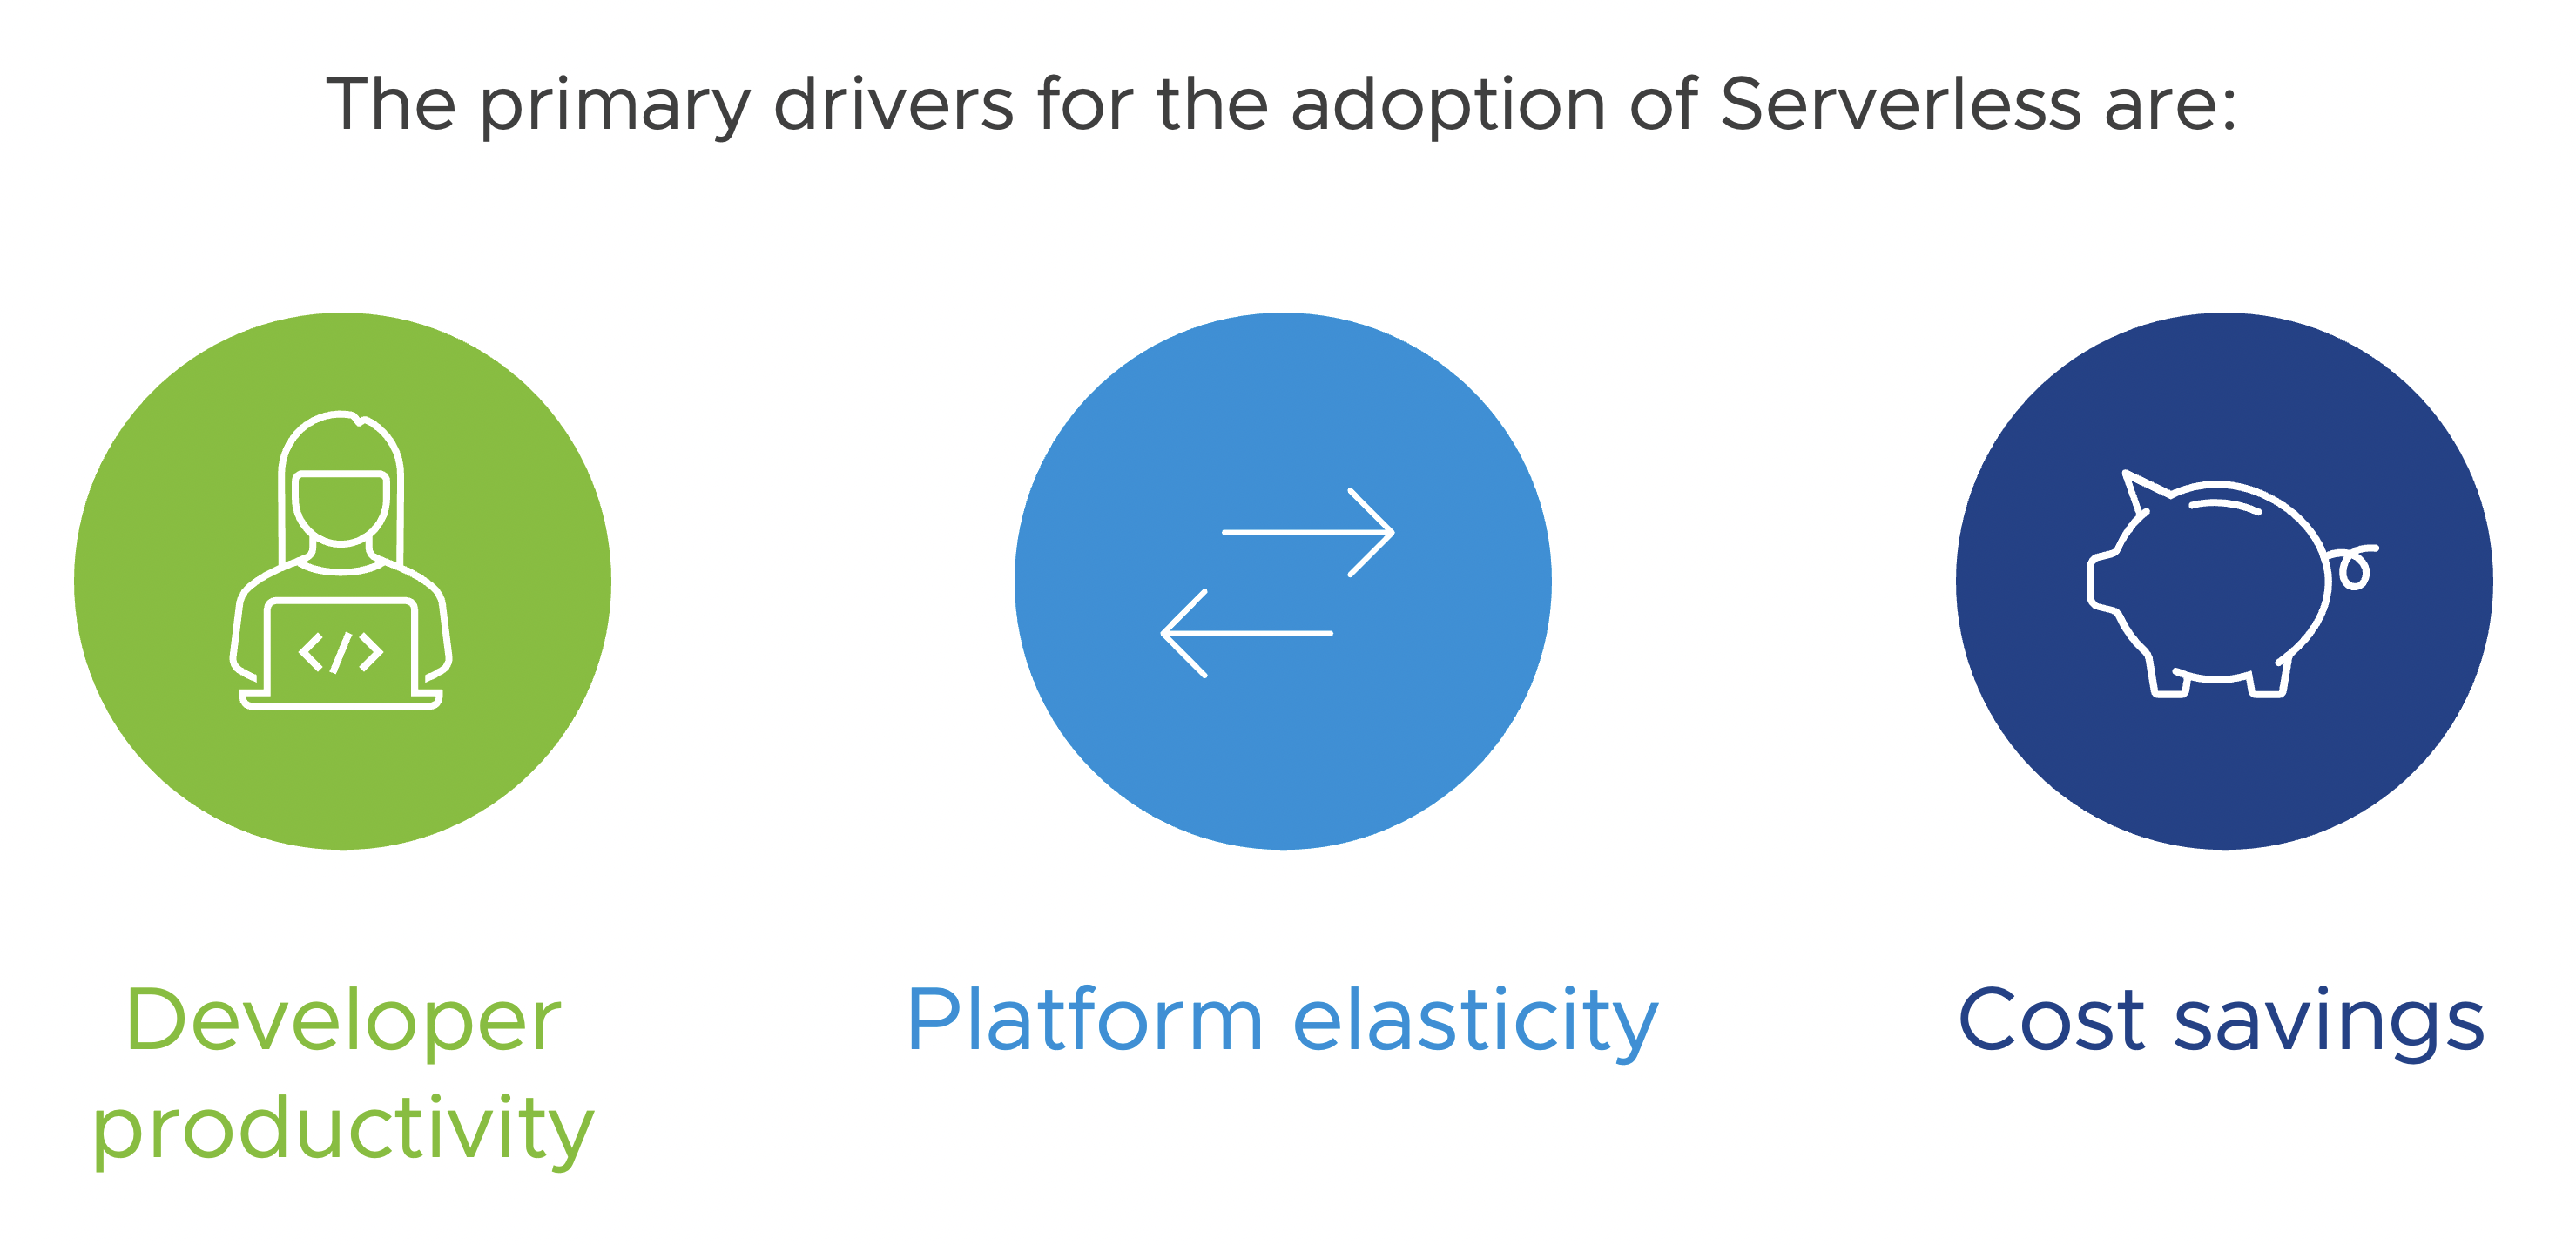 The primary drivers for the adoption of Serverless are:
</>
Developer
productivity
Platform elasticity
Cost savings